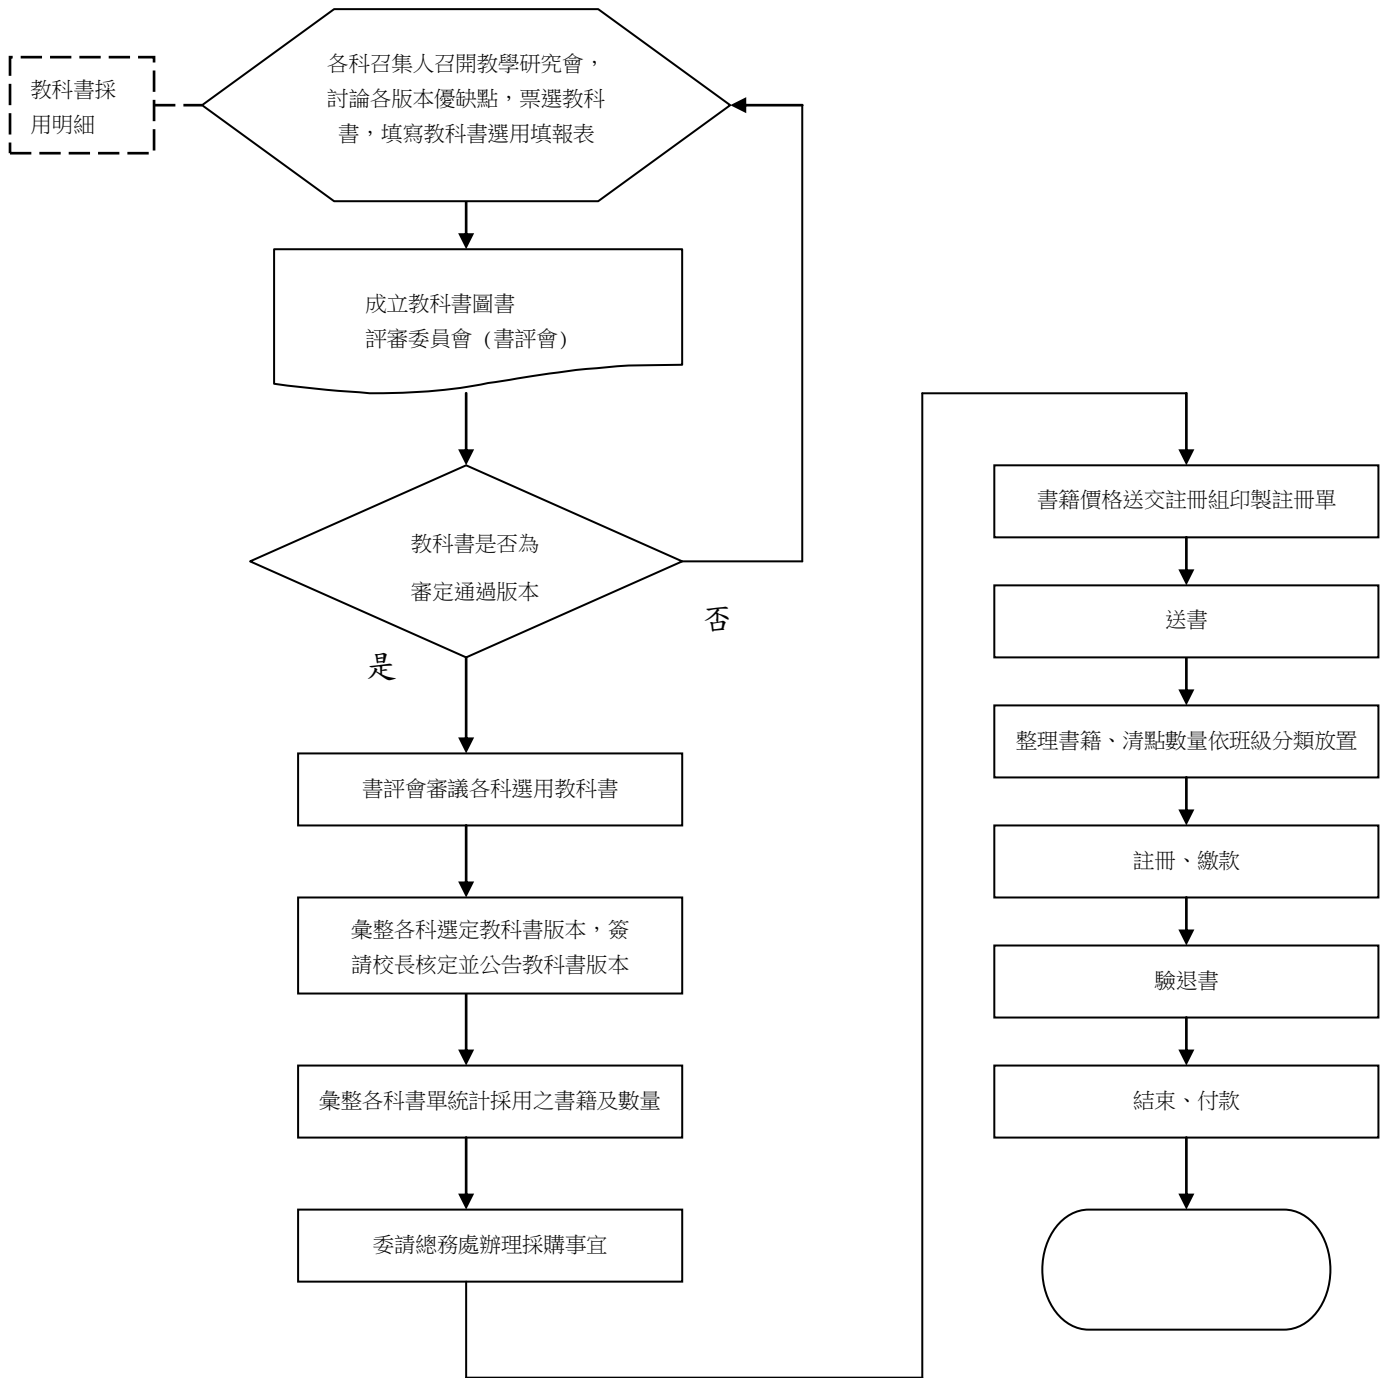 教科書採
用明細
各科召集人召開教學研究會，
討論各版本優缺點，票選教科
書，填寫教科書選用填報表
成立教科書圖書
評審委員會 (書評會)
教科書是否為
審定通過版本
否
是
書評會審議各科選用教科書
彙整各科選定教科書版本，簽
請校長核定並公告教科書版本
彙整各科書單統計採用之書籍及數量
委請總務處辦理採購事宜
書籍價格送交註冊組印製註冊單
送書
整理書籍、清點數量依班級分類放置
註冊、繳款
驗退書
結束、付款